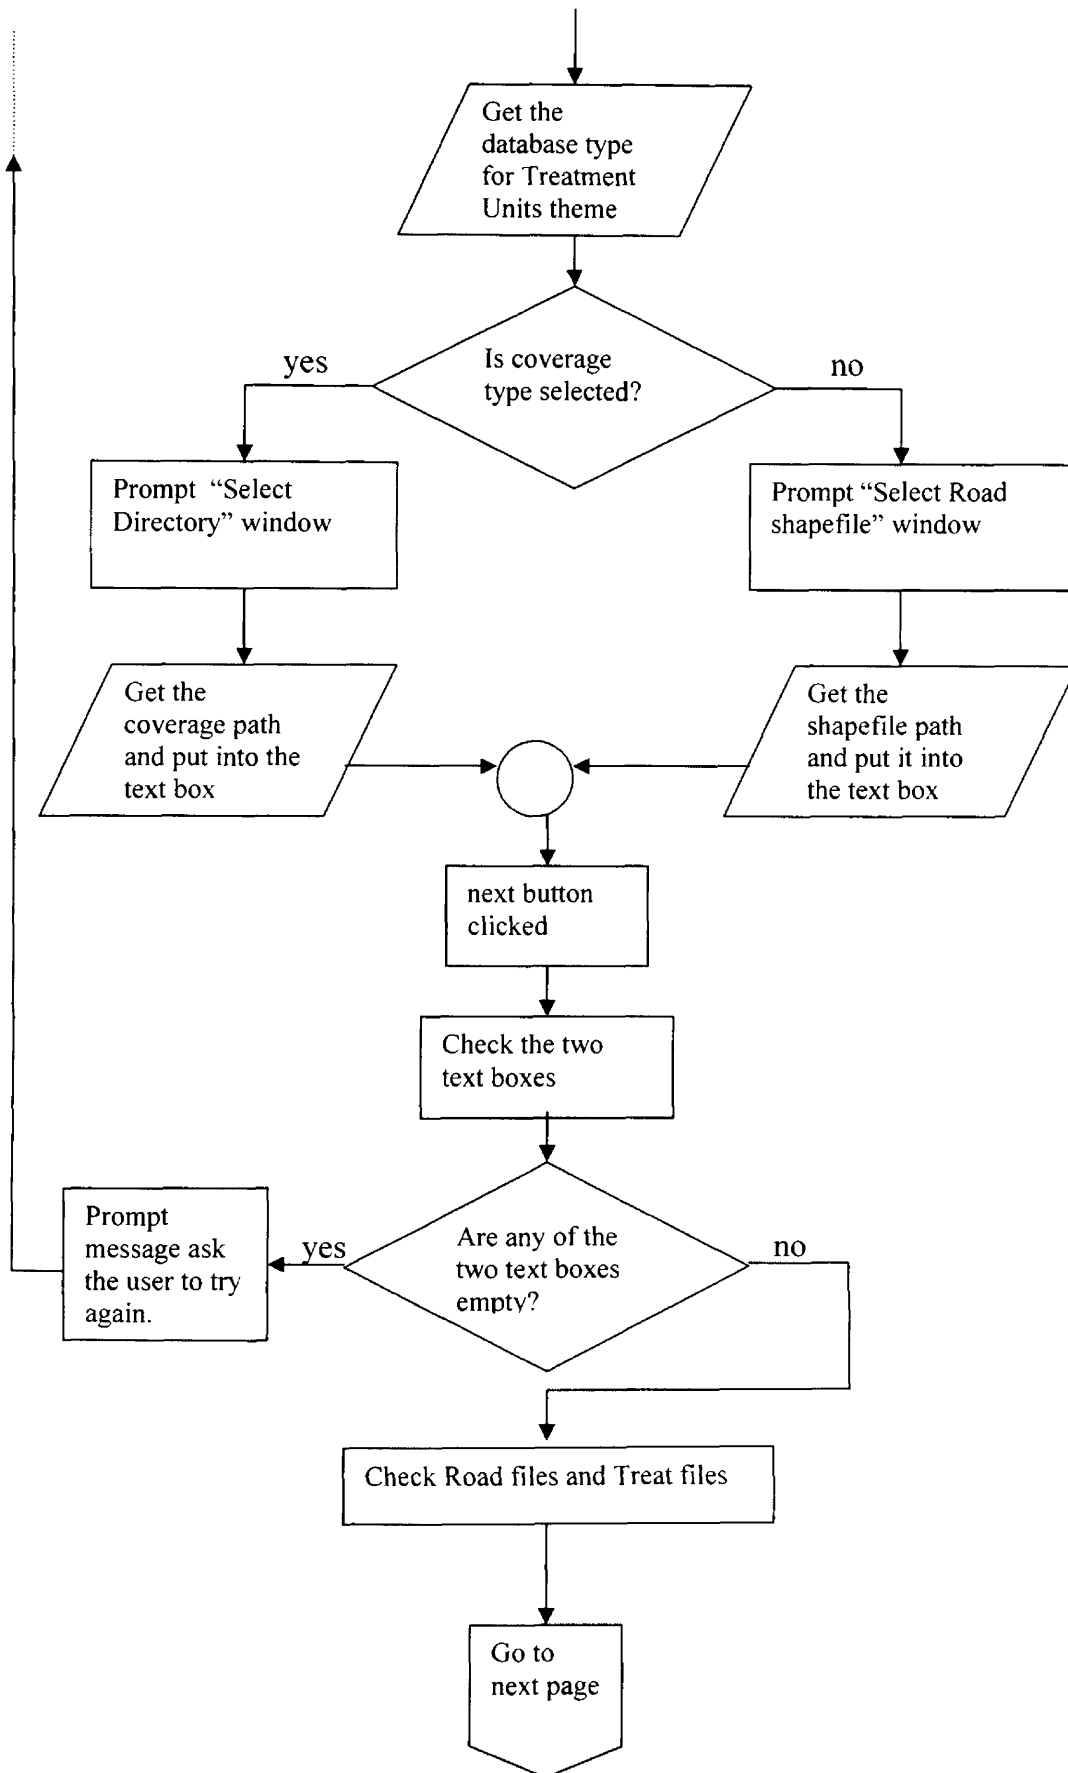 Get the
database type
for Treatment
Units theme
Is coverage
type selected?
yes
no
Prompt “Select
Directory” window
Prompt “Select Road
shapefile” window
Get the
coverage path
and put into the
text box
Get the
shapefile path
and put it into
the text box
next button
clicked
Check the two
text boxes
Are any of the
two text boxes
empty?
yes
no
Prompt
message ask
the user to try
again.
Check Road files and Treat files
Go to
next page